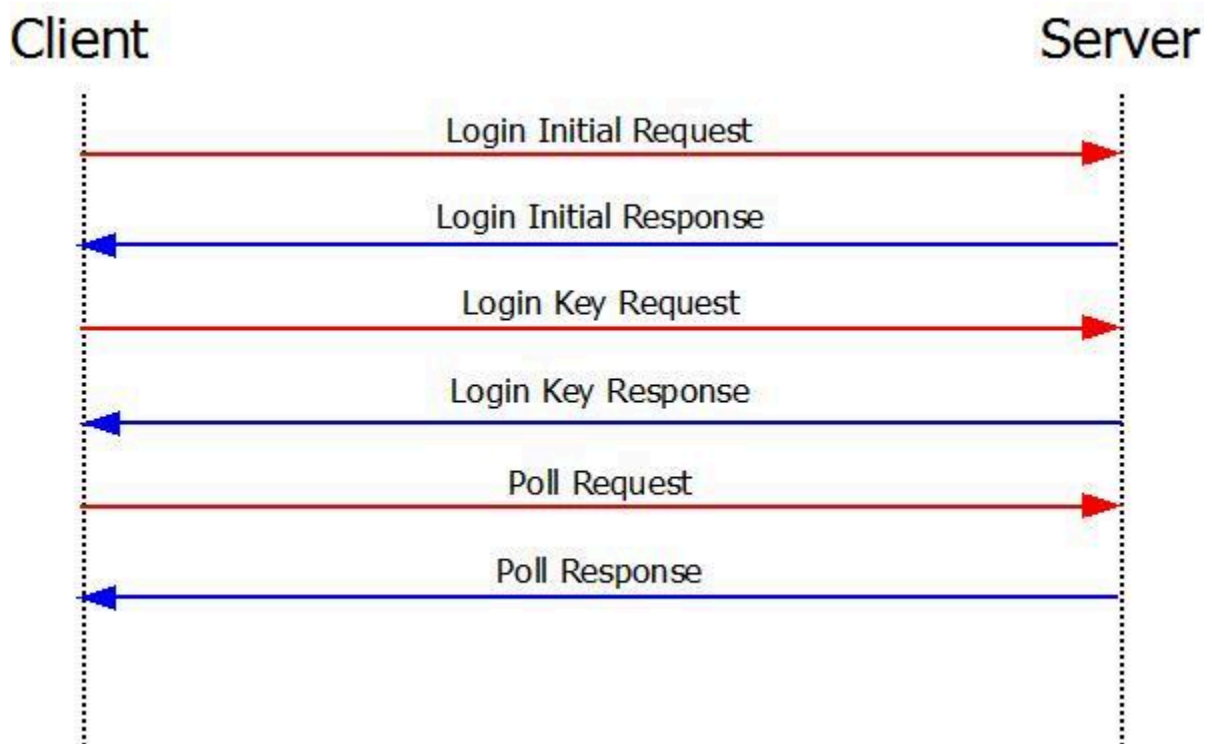 Client Server
Login Initial Request
Login Initial Response
Login Key Request
Login Key Response
Poll Request
Poll Response